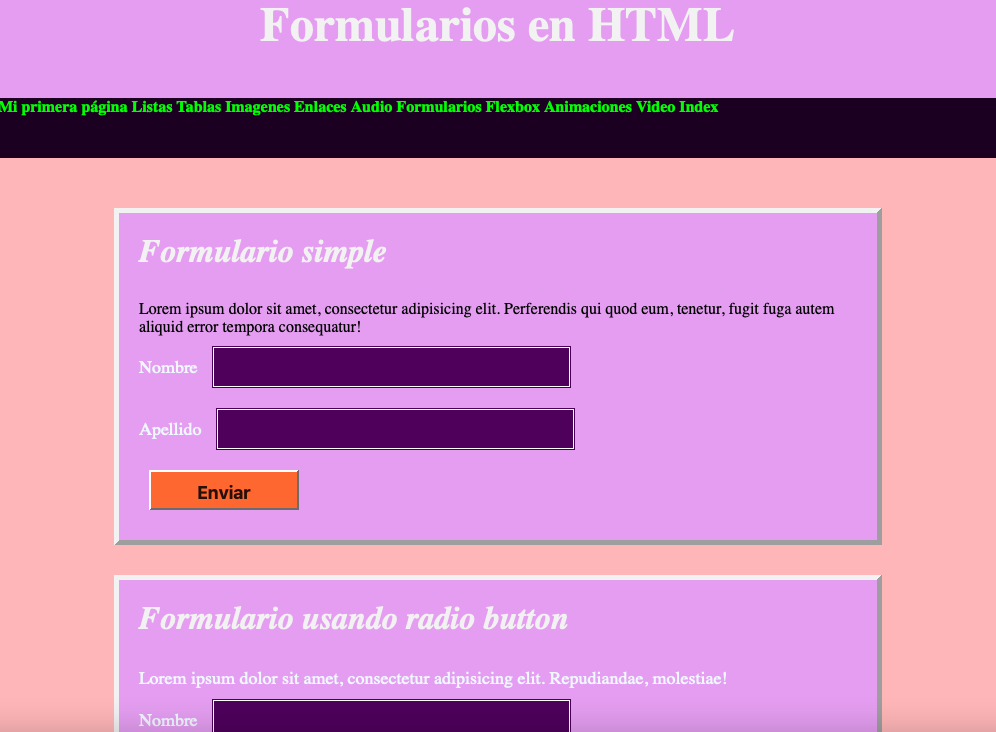 Formularios en HTML
Mi primera página Listas Tablas Imagenes Enlaces Audio Formularios Flexbox Animaciones Video Index
Formulario simple
Lorem ipsum dolor sit amet, consectetur adipisicing elit. Perferendis qui quod eum, tenetur, fugit fuga autem
aliquid error tempora consequatur!
Nombre
Apellido
Enviar
Formulario usando radio button
Lorem ipsum dolor sit amet, consectetur adipisicing elit. Repudiandae, molestiae!
Nombre